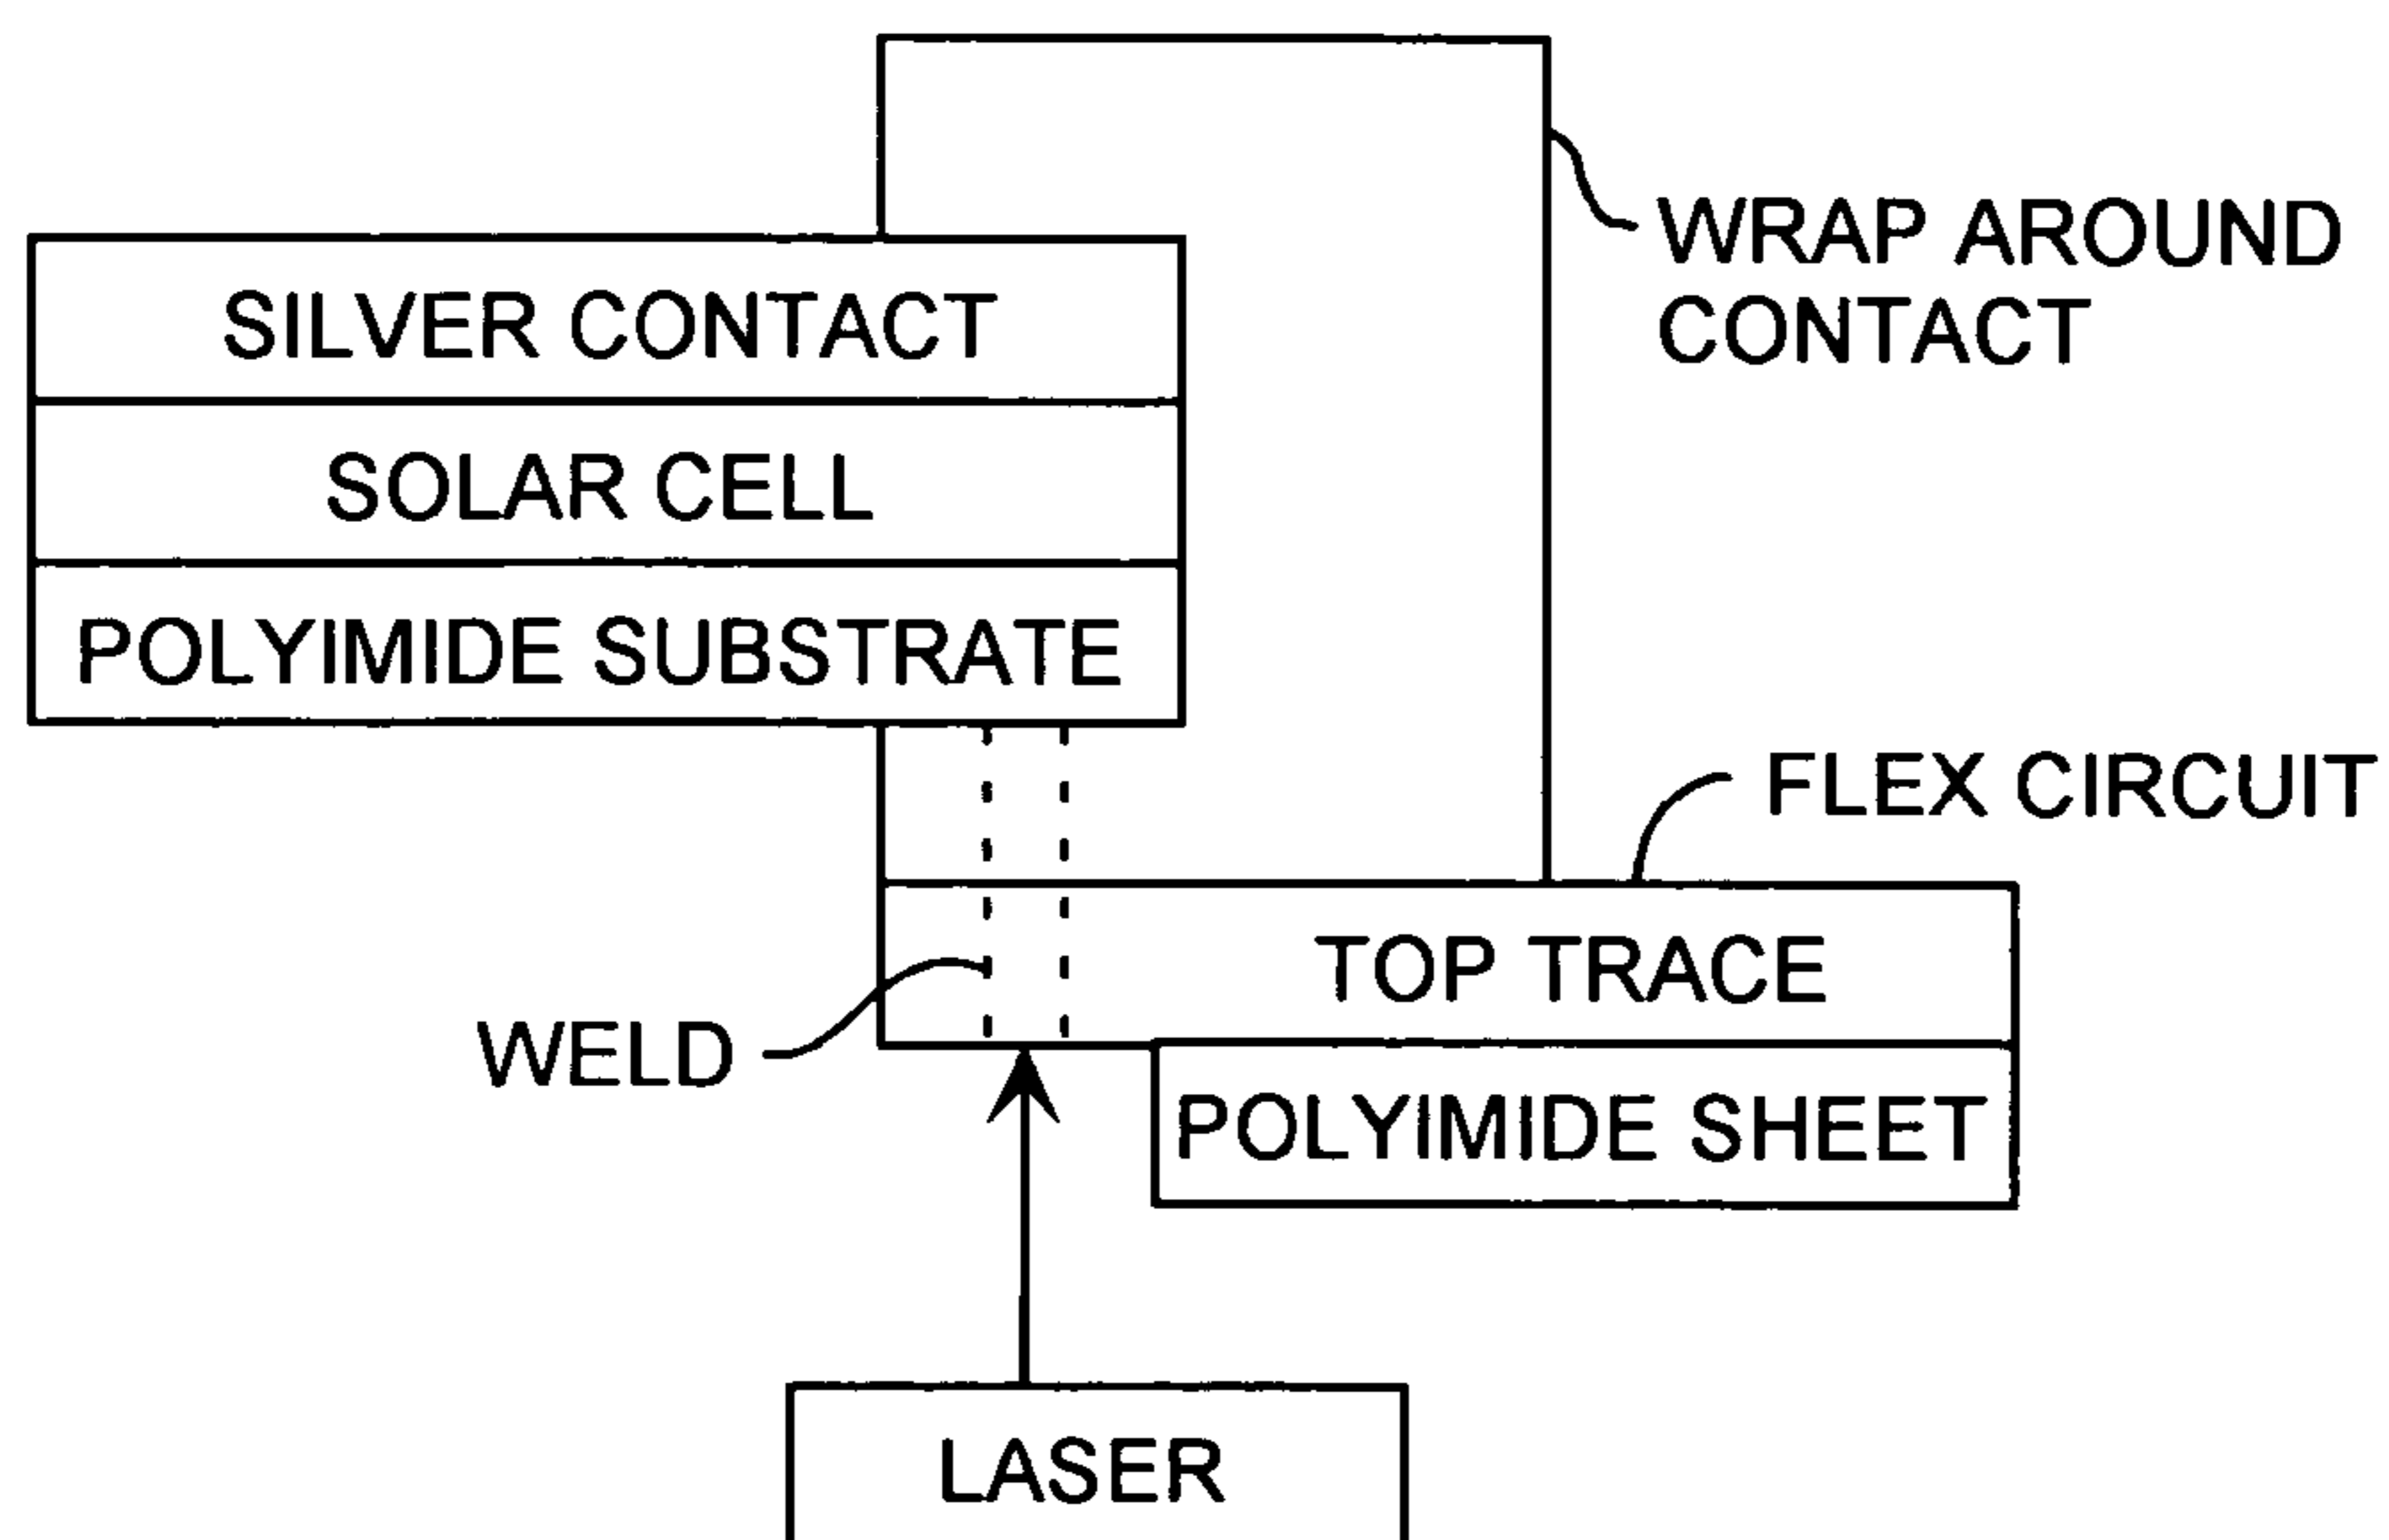 WRAP AROUND
CONTACT
SILVER CONTACT
SOLAR CELL
POLYIMIDE SUBSTRATE
FLEX CIRCUIT
TOP TRACE
WELD
POLYIMIDE SHEET
LASER